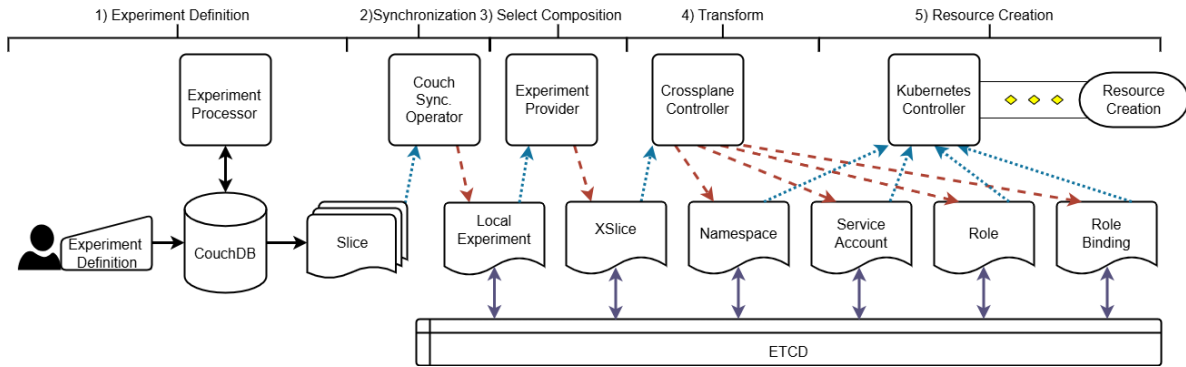 1) Experiment Definition
2)Synchronization
3) Select Composition
4) Transform
5) Resource Creation
Experiment
Processor
Couch
Sync.
Operator
Experiment
Provider
Crossplane
Controller
Kubernetes
Controller
Resource
Creation
Experiment
Definition
CouchDB
Slice
Local
Experiment
XSlice
Namespace
Service
Account
Role
Role
Binding
ETCD